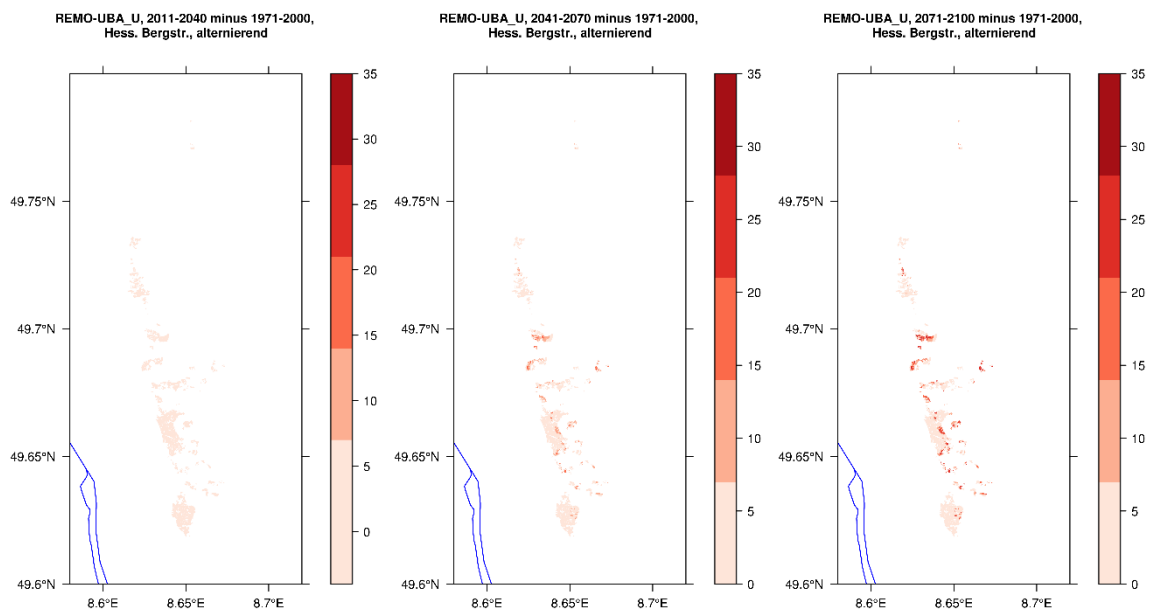 REMO-UBA_U, 2011-2040 minus 1971-2000,
Hess. Bergstr., alternierend
35
30
25
20
15
10
5
0
49.75°N
49.7°N
49.65°N
49.6°N
8.6°E
8.65°E
8.7°E
REMO-UBA_U, 2041-2070 minus 1971-2000,
Hess. Bergstr., alternierend
35
30
25
20
15
10
5
0
49.75°N
49.7°N
49.65°N
49.6°N
8.6°E
8.65°E
8.7°E
REMO-UBA_U, 2071-2100 minus 1971-2000,
Hess. Bergstr., alternierend
35
30
25
20
15
10
5
0
49.75°N
49.7°N
49.65°N
49.6°N
8.6°E
8.65°E
8.7°E